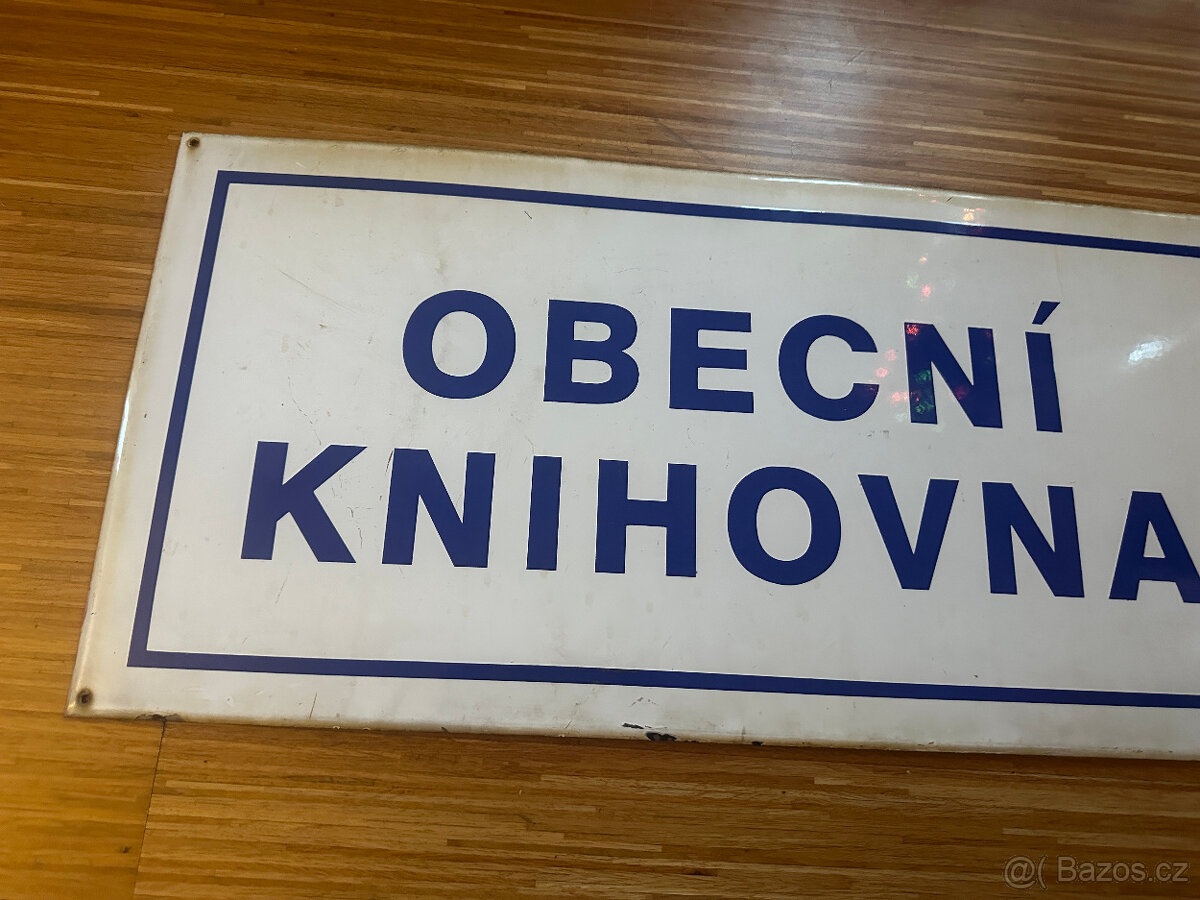 OBECNÍ
KNIHOVNA
@( Bazos.cz